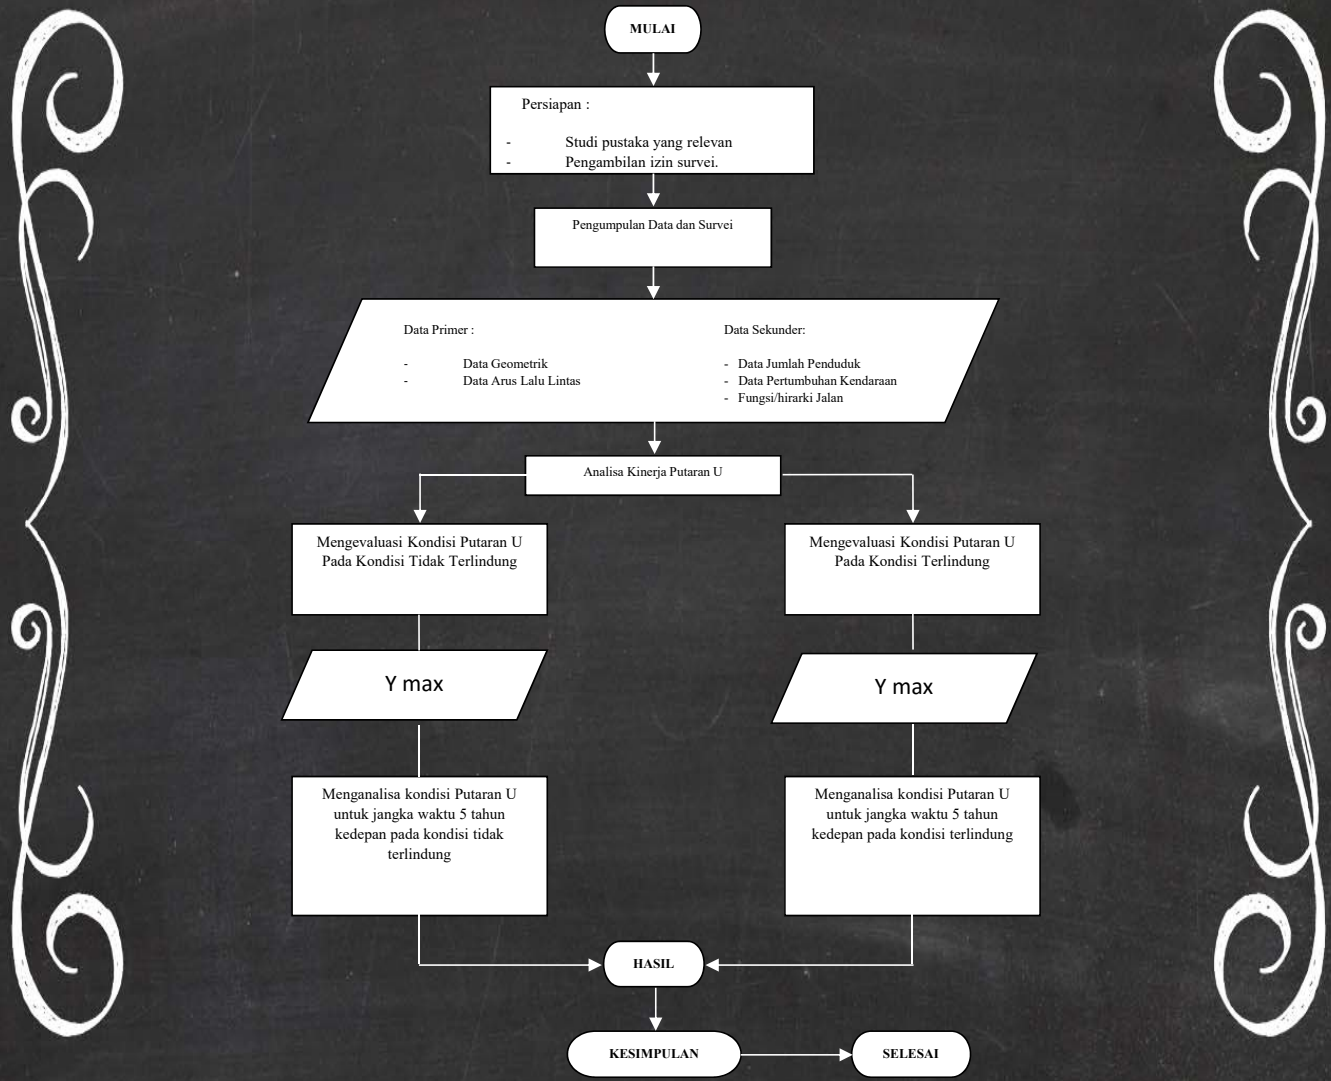 MULAI
Persiapan :
- Studi pustaka yang relevan
- Pengambilan izin survei.
Pengumpulan Data dan Survei
Data Primer :
- Data Geometrik
- Data Arus Lalu Lintas
Data Sekunder:
- Data Jumlah Penduduk
- Data Pertumbuhan Kendaraan
- Fungsi/hirarki Jalan
Analisa Kinerja Putaran U
Mengevaluasi Kondisi Putaran U
Pada Kondisi Tidak Terlindung
Mengevaluasi Kondisi Putaran U
Pada Kondisi Terlindung
Y max
Y max
Menganalisa kondisi Putaran U
untuk jangka waktu 5 tahun
kedepan pada kondisi tidak
terlindung
Menganalisa kondisi Putaran U
untuk jangka waktu 5 tahun
kedepan pada kondisi terlindung
HASIL
KESIMPULAN
SELESAI